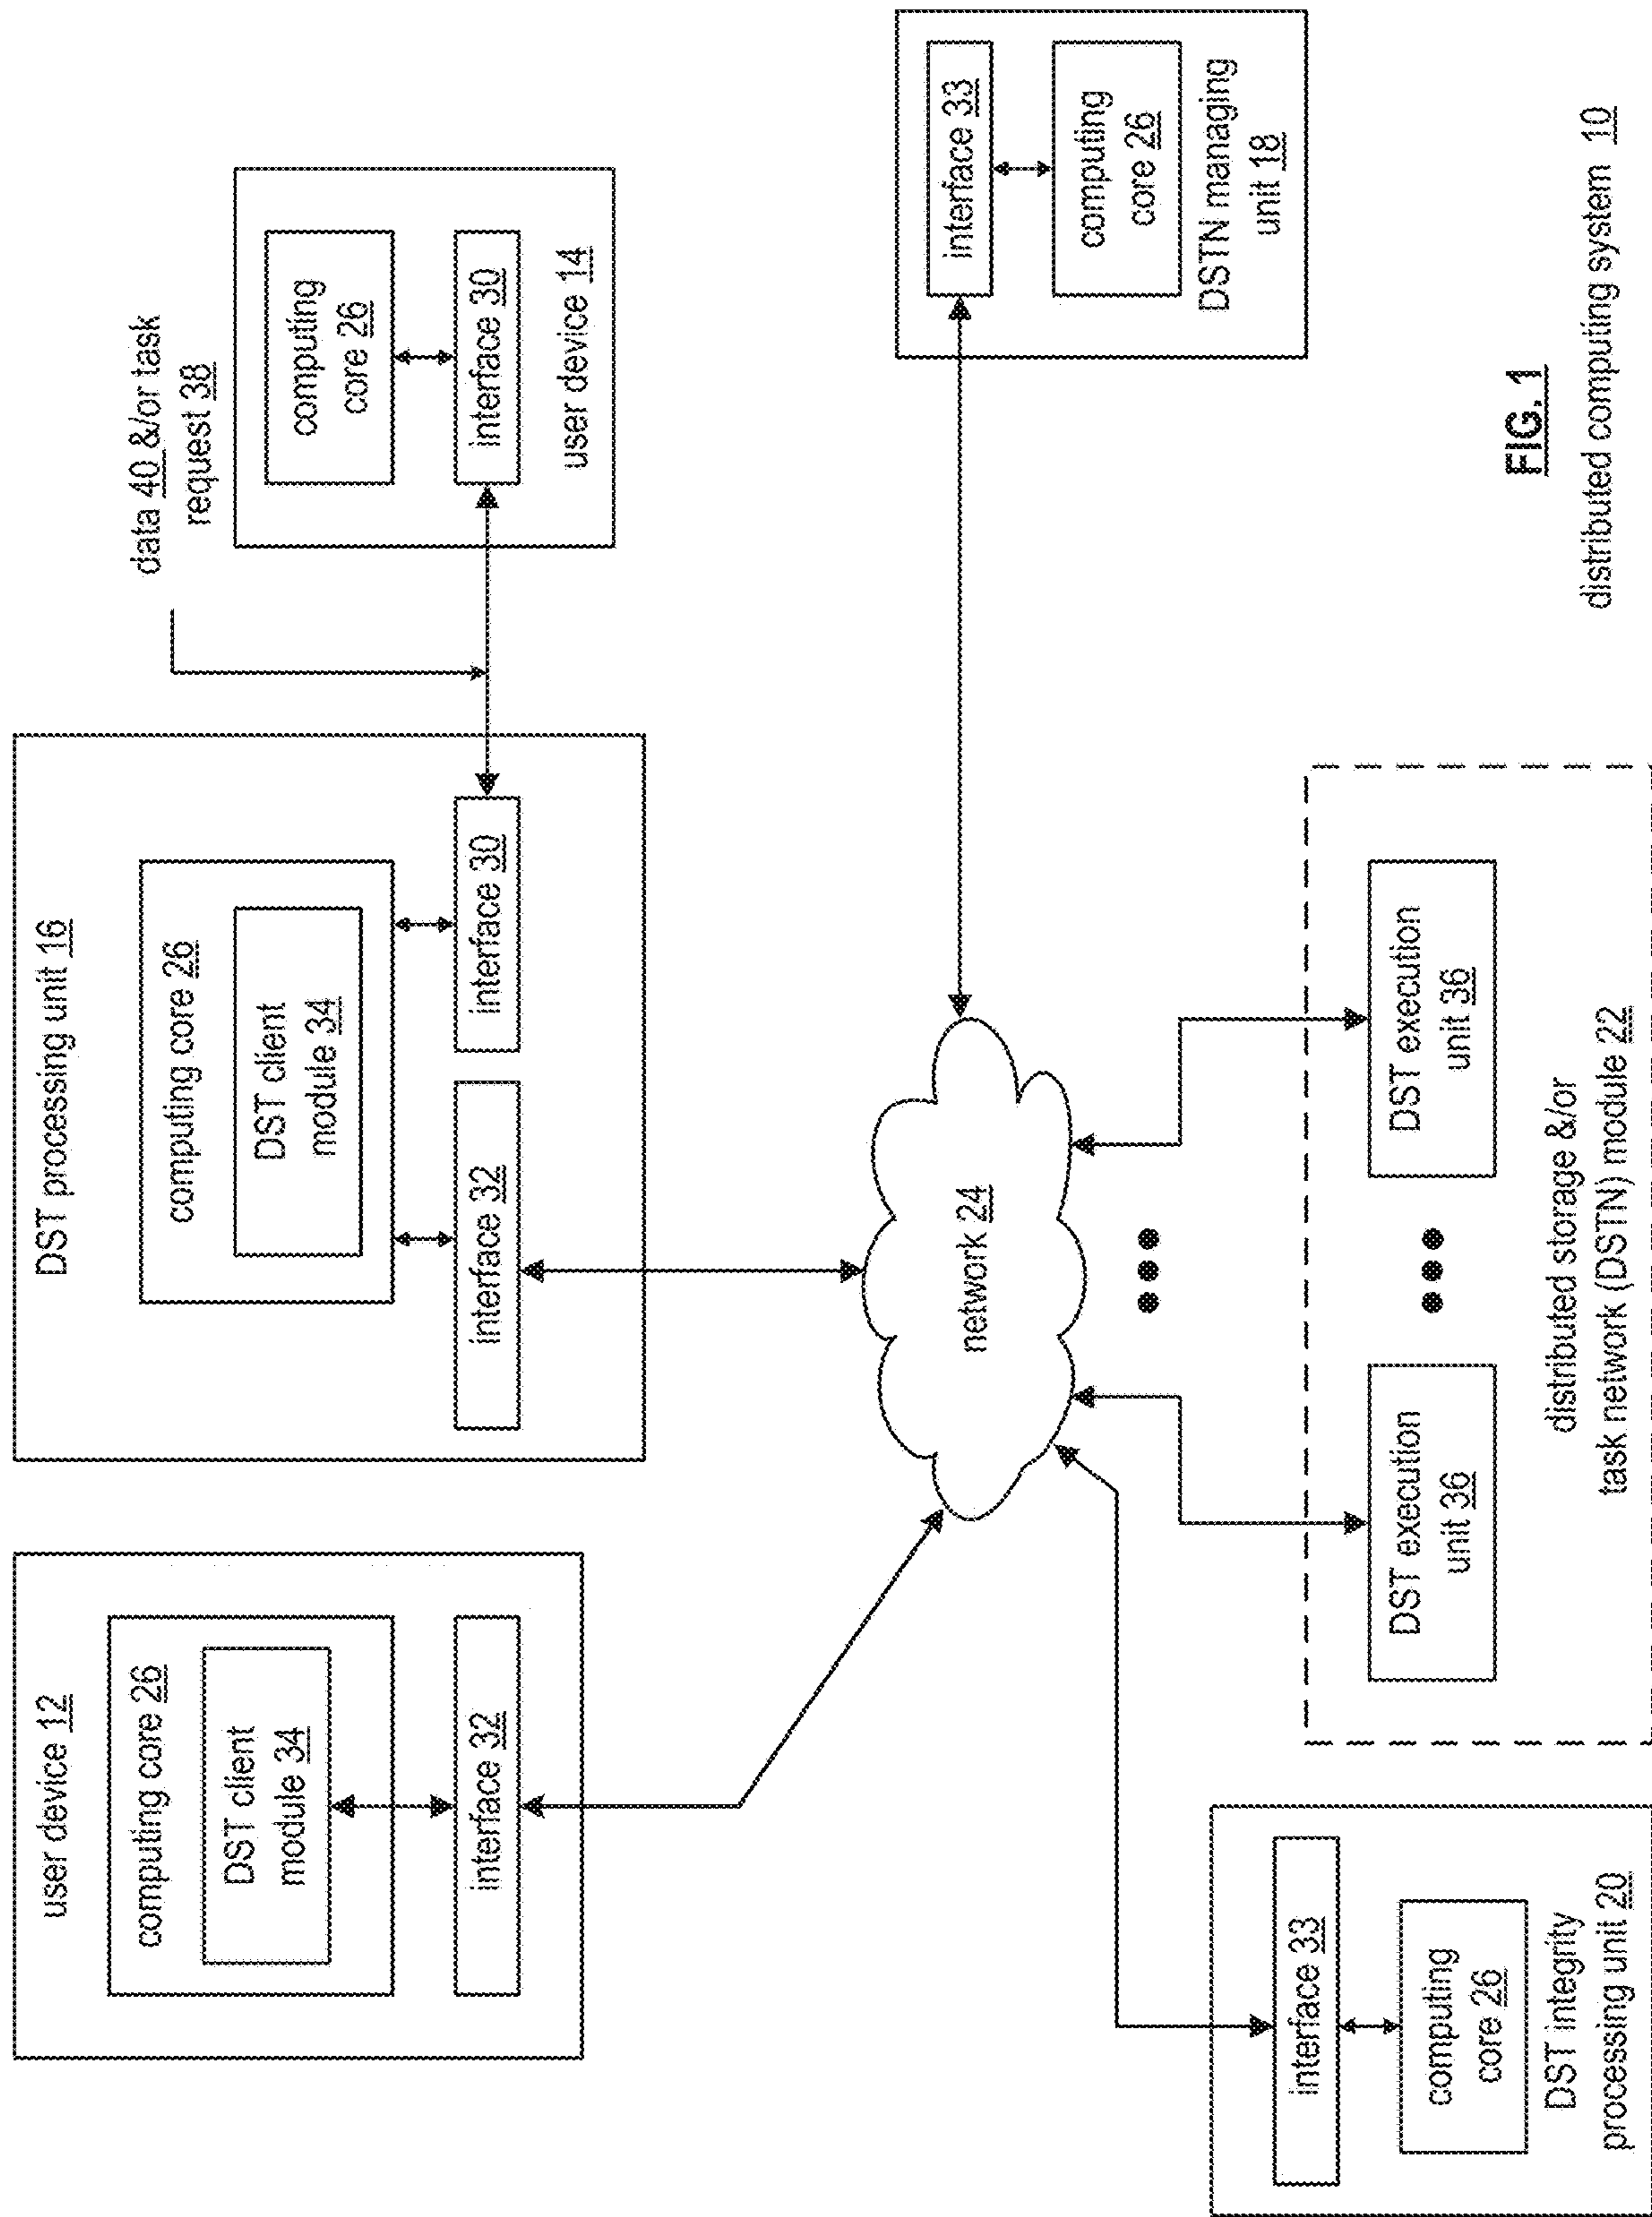 user device 12
computing core 26
DST client
module 34
interface 32
DST processing unit 16
computing core 26
DST client
module 34
interface 32
interface 30
data 40 &/or task
request 38
computing
core 26
interface 30
user device 14
network 24
interface 33
computing
core 26
DSTN managing
unit 18
interface 33
computing
core 26
DST integrity
processing unit 20
DST execution
unit 36
DST execution
unit 36
distributed storage &/or
task network (DSTN) module 22
FIG. 1
distributed computing system 10